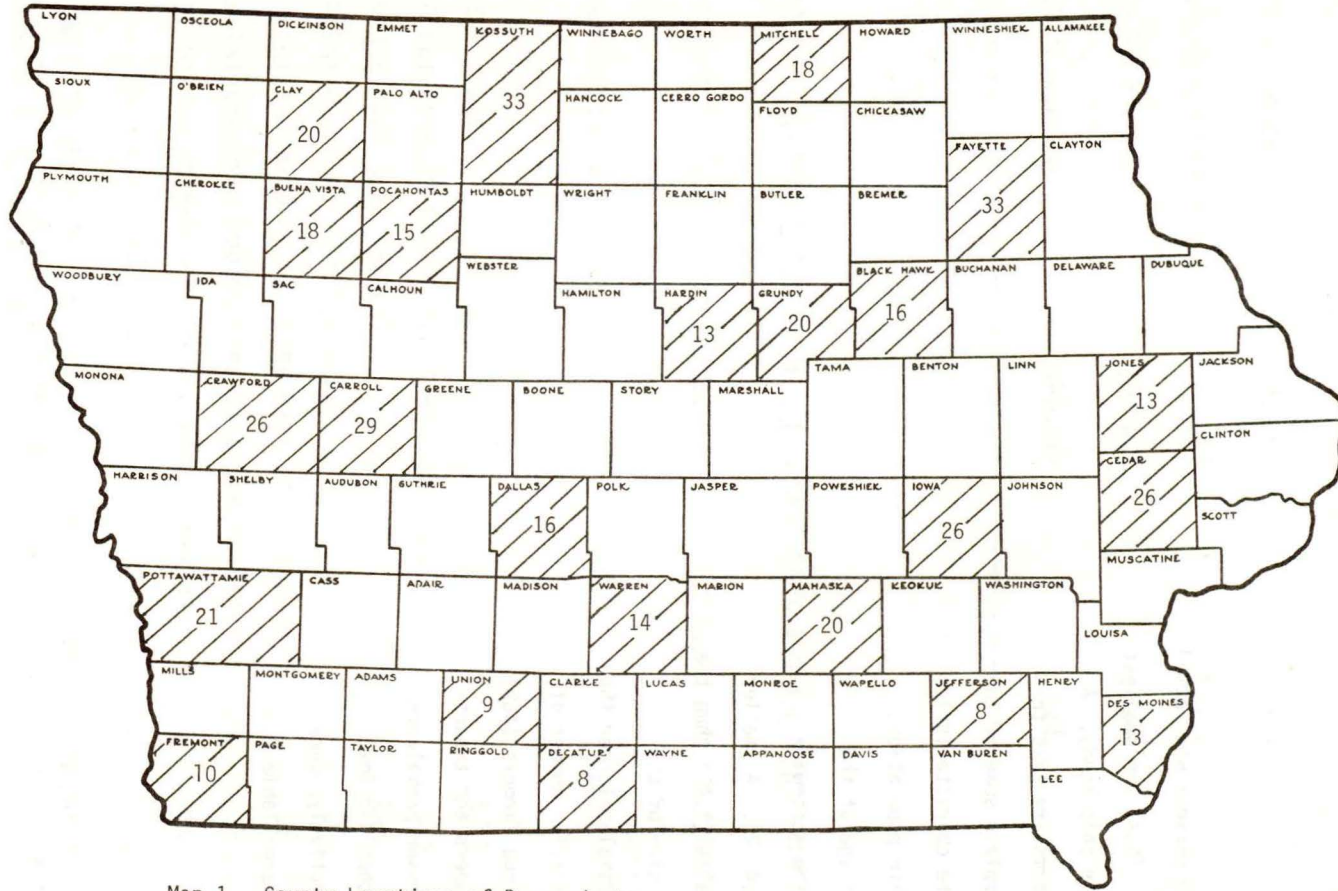 LYON OSCEOLA DICKINSON EMMET KOSSUTH WINNEBAGO WORTH MITCHELL HOWARD WINNESHIEK ALLAMAKEE
33 18
SIOUX O'BRIEN CLAY PALO ALTO HANCOCK CERRO GORDO FLOYD CHICKASAW
20
FAYETTE CLAYTON
33
PLYMOUTH CHEROKEE BUENA VISTA POCAHONTAS HUMBOLDT WRIGHT FRANKLIN BUTLER BREMER
18 15
WOODBURY IDA SAC CALHOUN WEBSTER HAMILTON HARDIN GRUNDY BLACK HAWK BUCHANAN DELAWARE DUBUQUE
13 20 16
MONONA CRAWFORD CARROLL GREENE BOONE STORY MARSHALL TAMA BENTON LINN JONES JACKSON
26 29 13
CLINTON
CEDAR
26
HARRISON SHELBY AUDUBON GUTHRIE DALLAS POLK JASPER POWESHIEK IOWA JOHNSON SCOTT
16 26
MUSCATINE
POTTAWATTAMIE CASS ADAIR MADISON WARREN MARION MAHASKA KEOKUK WASHINGTON
21 14 20
LOUISA
MILLS MONTGOMERY ADAMS UNION CLARKE LUCAS MONROE WAPELLO JEFFERSON HENRY DES MOINES
9 8 13
FREMONT PAGE TAYLOR RINGGOLD DECATUR WAYNE APPANOOSE DAVIS VAN BUREN LEE
10 8